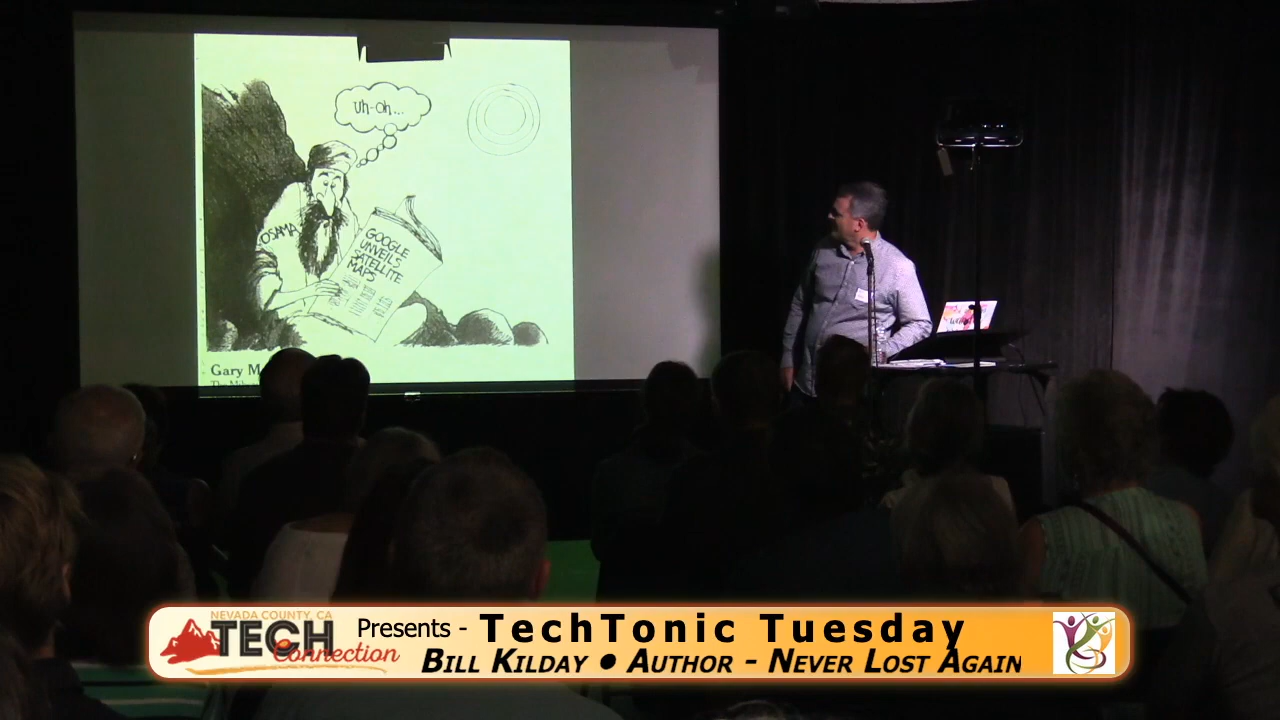 Uh-oh...
OSAMA
GOOGLE
UNVEILS
SATELLITE
MAPS
Gary M
NEVADA COUNTY, CA
TECH
Connection
Presents - TechTonic Tuesday
BILL KILDAY • AUTHOR - NEVER LOST AGAIN